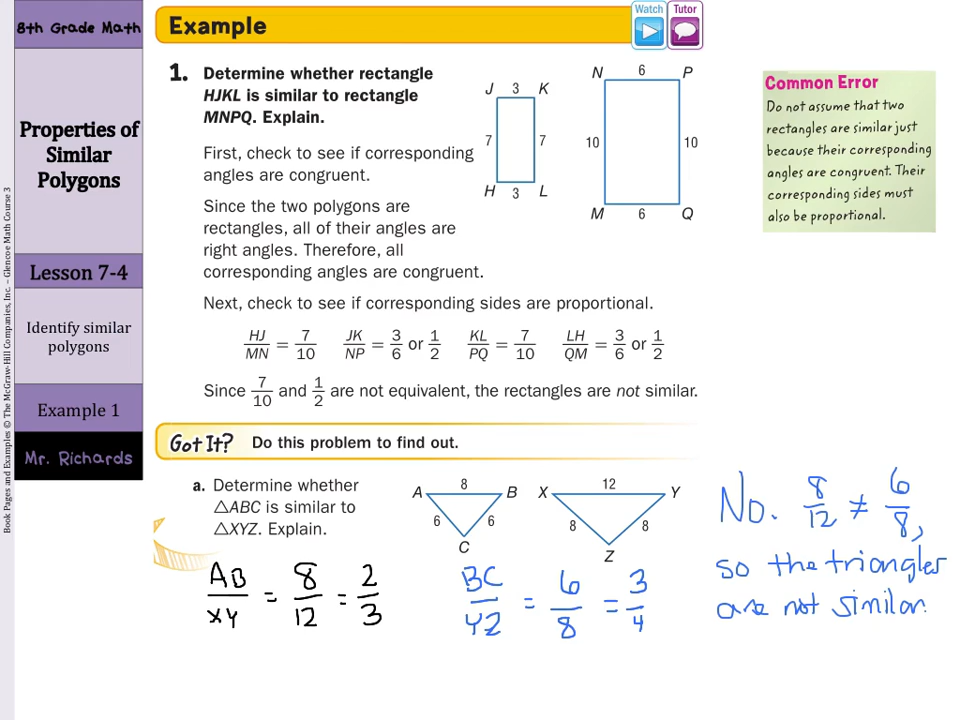 8th Grade Math
Properties of
Similar
Polygons
Lesson 7-4
Identify similar
polygons
Example 1
Mr. Richards
Book Pages and Examples © The McGraw-Hill Companies, Inc. – Glencoe Math Course 3
Example
Watch
Tutor
1. Determine whether rectangle
HJKL is similar to rectangle
MNPQ. Explain.
First, check to see if corresponding
angles are congruent.
Since the two polygons are
rectangles, all of their angles are
right angles. Therefore, all
corresponding angles are congruent.
J 3 K
7 7
H 3 L
N 6 P
10 10
M 6 Q
Common Error
Do not assume that two
rectangles are similar just
because their corresponding
angles are congruent. Their
corresponding sides must
also be proportional.
Next, check to see if corresponding sides are proportional.
HJ/MN = 7/10 JK/NP = 3/6 or 1/2 KL/PQ = 7/10 LH/QM = 3/6 or 1/2
Since 7/10 and 1/2 are not equivalent, the rectangles are not similar.
Got It? Do this problem to find out.
a. Determine whether
△ABC is similar to
△XYZ. Explain.
A 8 B
6 6
C
X 12 Y
8 8
Z
AB/XY = 8/12 = 2/3
BC/YZ = 6/8 = 3/4
No. 8/12 ≠ 6/8,
so the triangles
are not similar.